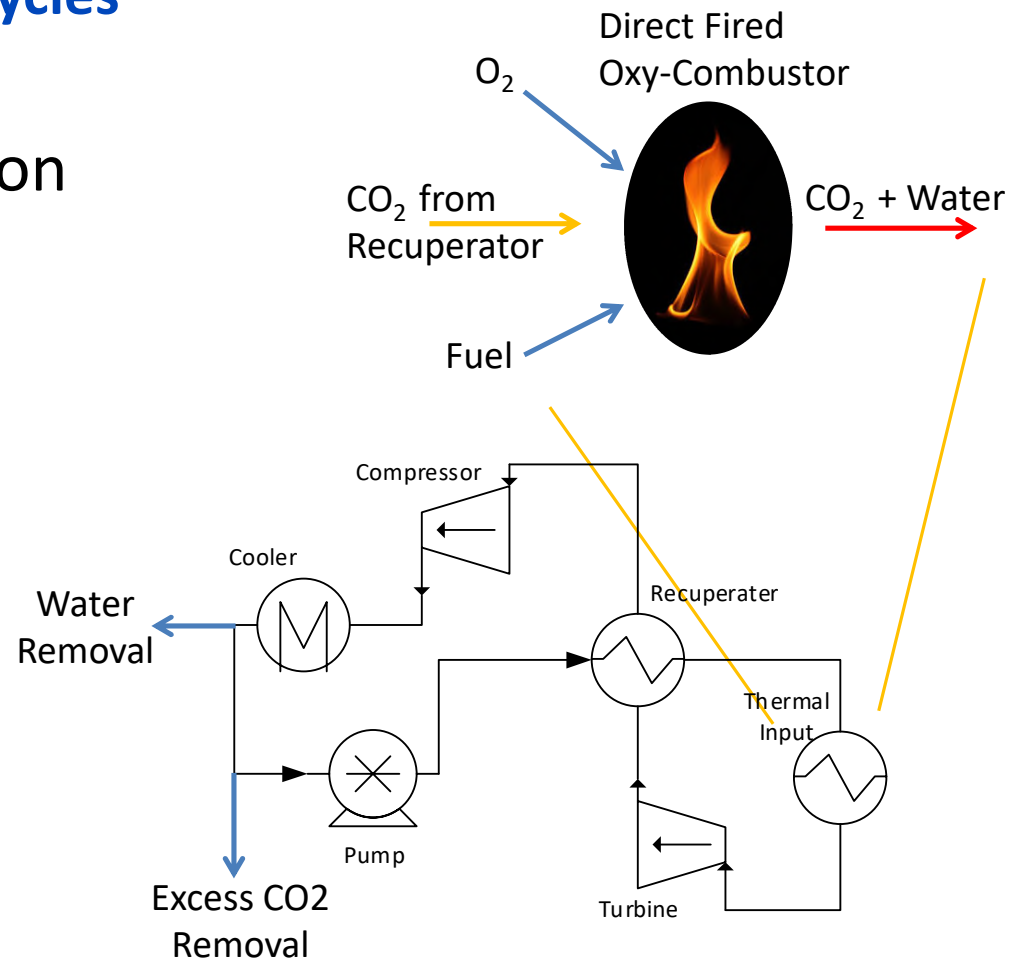 ycles
on
Direct Fired
Oxy-Combustor
O₂
CO₂ from
Recuperator
CO₂ + Water
Fuel
Compressor
Cooler
Water
Removal
Recuperater
Thermal
Input
Pump
Turbine
Excess CO2
Removal